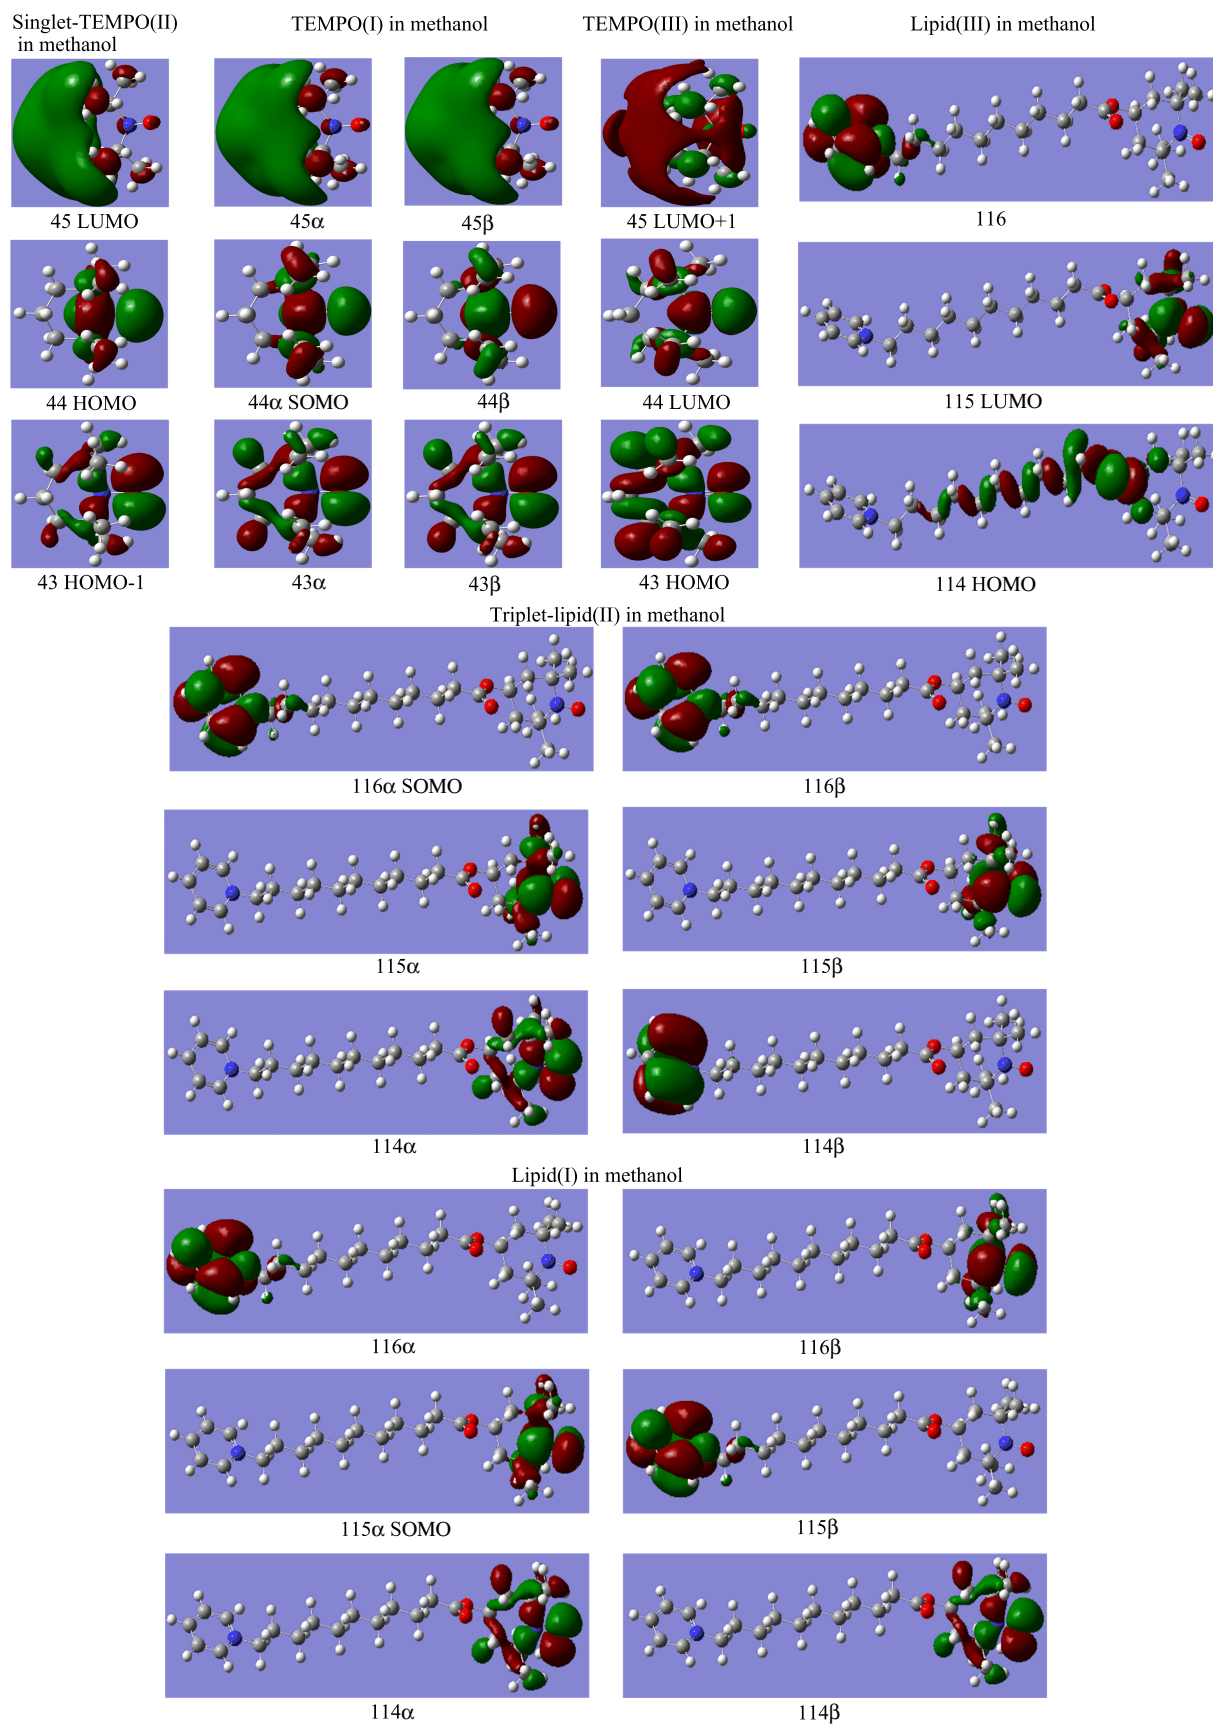 Singlet-TEMPO(II)
in methanol
TEMPO(I) in methanol
TEMPO(III) in methanol
Lipid(III) in methanol
45 LUMO
45α
45β
45 LUMO+1
116
44 HOMO
44α SOMO
44β
44 LUMO
115 LUMO
43 HOMO-1
43α
43β
43 HOMO
114 HOMO
Triplet-lipid(II) in methanol
116α SOMO
116β
115α
115β
114α
114β
Lipid(I) in methanol
116α
116β
115α SOMO
115β
114α
114β